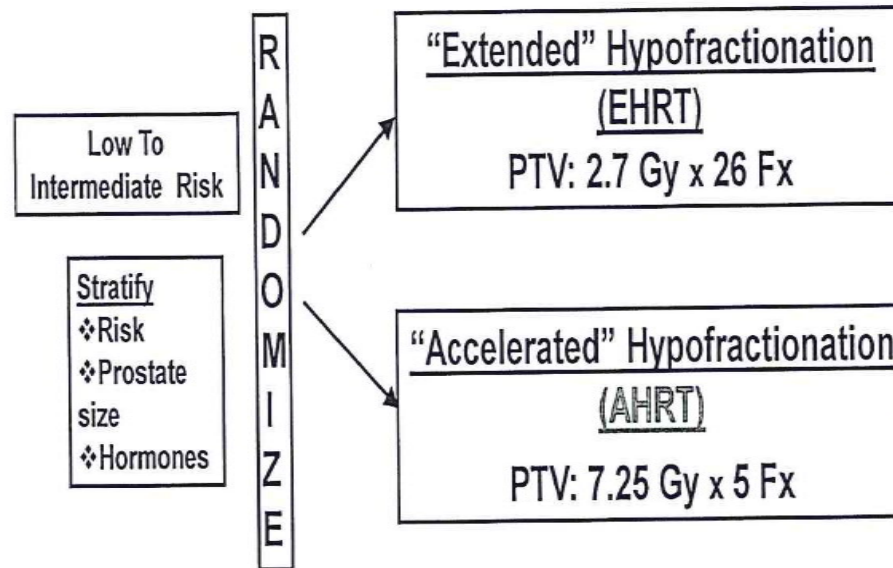 Low To
Intermediate Risk
Stratify
❖Risk
❖Prostate
size
❖Hormones
R
A
N
D
O
M
I
Z
E
“Extended” Hypofractionation
(EHRT)
PTV: 2.7 Gy x 26 Fx
“Accelerated” Hypofractionation
(AHRT)
PTV: 7.25 Gy x 5 Fx